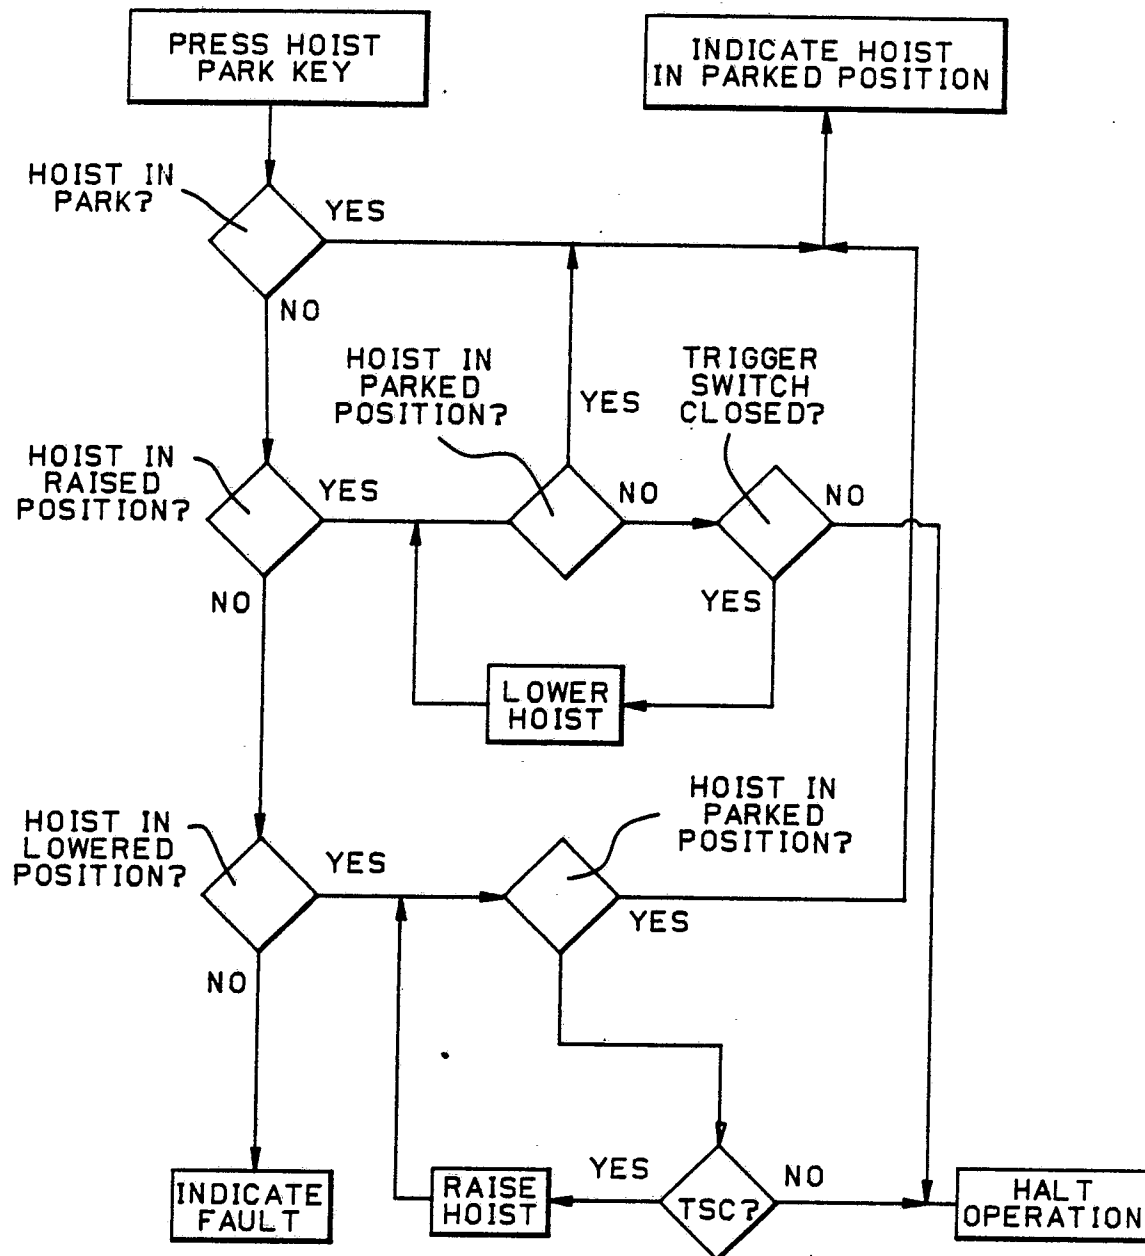 PRESS HOIST
PARK KEY
INDICATE HOIST
IN PARKED POSITION
HOIST IN
PARK?
YES
NO
HOIST IN
PARKED
POSITION?
YES
TRIGGER
SWITCH
CLOSED?
HOIST IN
RAISED
POSITION?
YES
NO
NO
NO
YES
LOWER
HOIST
HOIST IN
PARKED
POSITION?
HOIST IN
LOWERED
POSITION?
YES
YES
NO
INDICATE
FAULT
RAISE
HOIST
YES
TSC?
NO
HALT
OPERATION